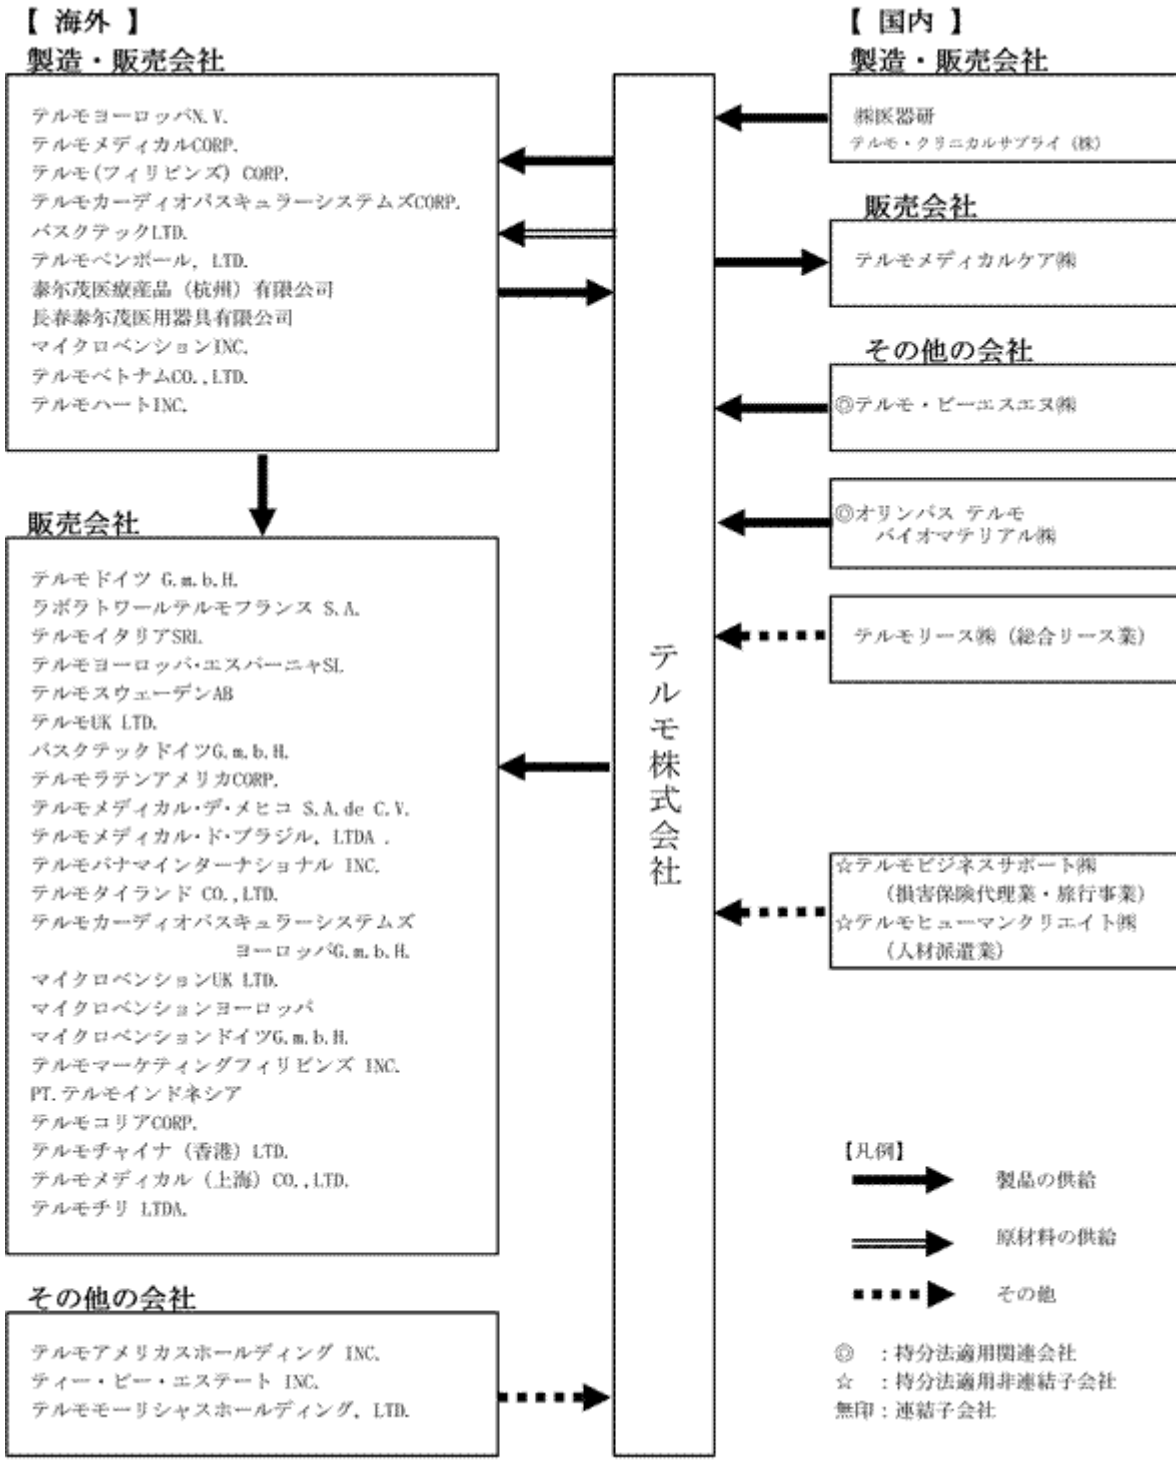 【 海外 】
製造・販売会社
テルモヨーロッパN.V.
テルモメディカルCORP.
テルモ(フィリピンズ) CORP.
テルモカーディオバスキュラーシステムズCORP.
バスクテックLTD.
テルモペンポール, LTD.
泰尓茂医療産品（杭州）有限公司
長春泰尓茂医用器具有限公司
マイクロベンションINC.
テルモベトナムCO.,LTD.
テルモハートINC.
販売会社
テルモドイツ G.m.b.H.
ラボラトワールテルモフランス S.A.
テルモイタリアSRL
テルモヨーロッパ・エスパーニャSL
テルモスウェーデンAB
テルモUK LTD.
バスクテックドイツG.m.b.H.
テルモラテンアメリカCORP.
テルモメディカル・デ・メヒコ S.A.de C.V.
テルモメディカル・ド・ブラジル, LTDA .
テルモパナマインターナショナル INC.
テルモタイランド CO.,LTD.
テルモカーディオバスキュラーシステムズ
ヨーロッパG.m.b.H.
マイクロベンションUK LTD.
マイクロベンションヨーロッパ
マイクロベンションドイツG.m.b.H.
テルモマーケティングフィリピンズ INC.
PT.テルモインドネシア
テルモコリアCORP.
テルモチャイナ（香港）LTD.
テルモメディカル（上海）CO.,LTD.
テルモチリ LTDA.
その他の会社
テルモアメリカスホールディング INC.
ティー・ピー・エステート INC.
テルモモーリシャスホールディング, LTD.
テルモ株式会社
【 国内 】
製造・販売会社
㈱医器研
テルモ・クリニカルサプライ（株）
販売会社
テルモメディカルケア㈱
その他の会社
◎テルモ・ビーエスエヌ㈱
◎オリンパス テルモ
バイオマテリアル㈱
テルモリース㈱（総合リース業）
☆テルモビジネスサポート㈱
（損害保険代理業・旅行事業）
☆テルモヒューマンクリエイト㈱
（人材派遣業）
【凡例】
製品の供給
原材料の供給
その他
◎ ：持分法適用関連会社
☆ ：持分法適用非連結子会社
無印：連結子会社